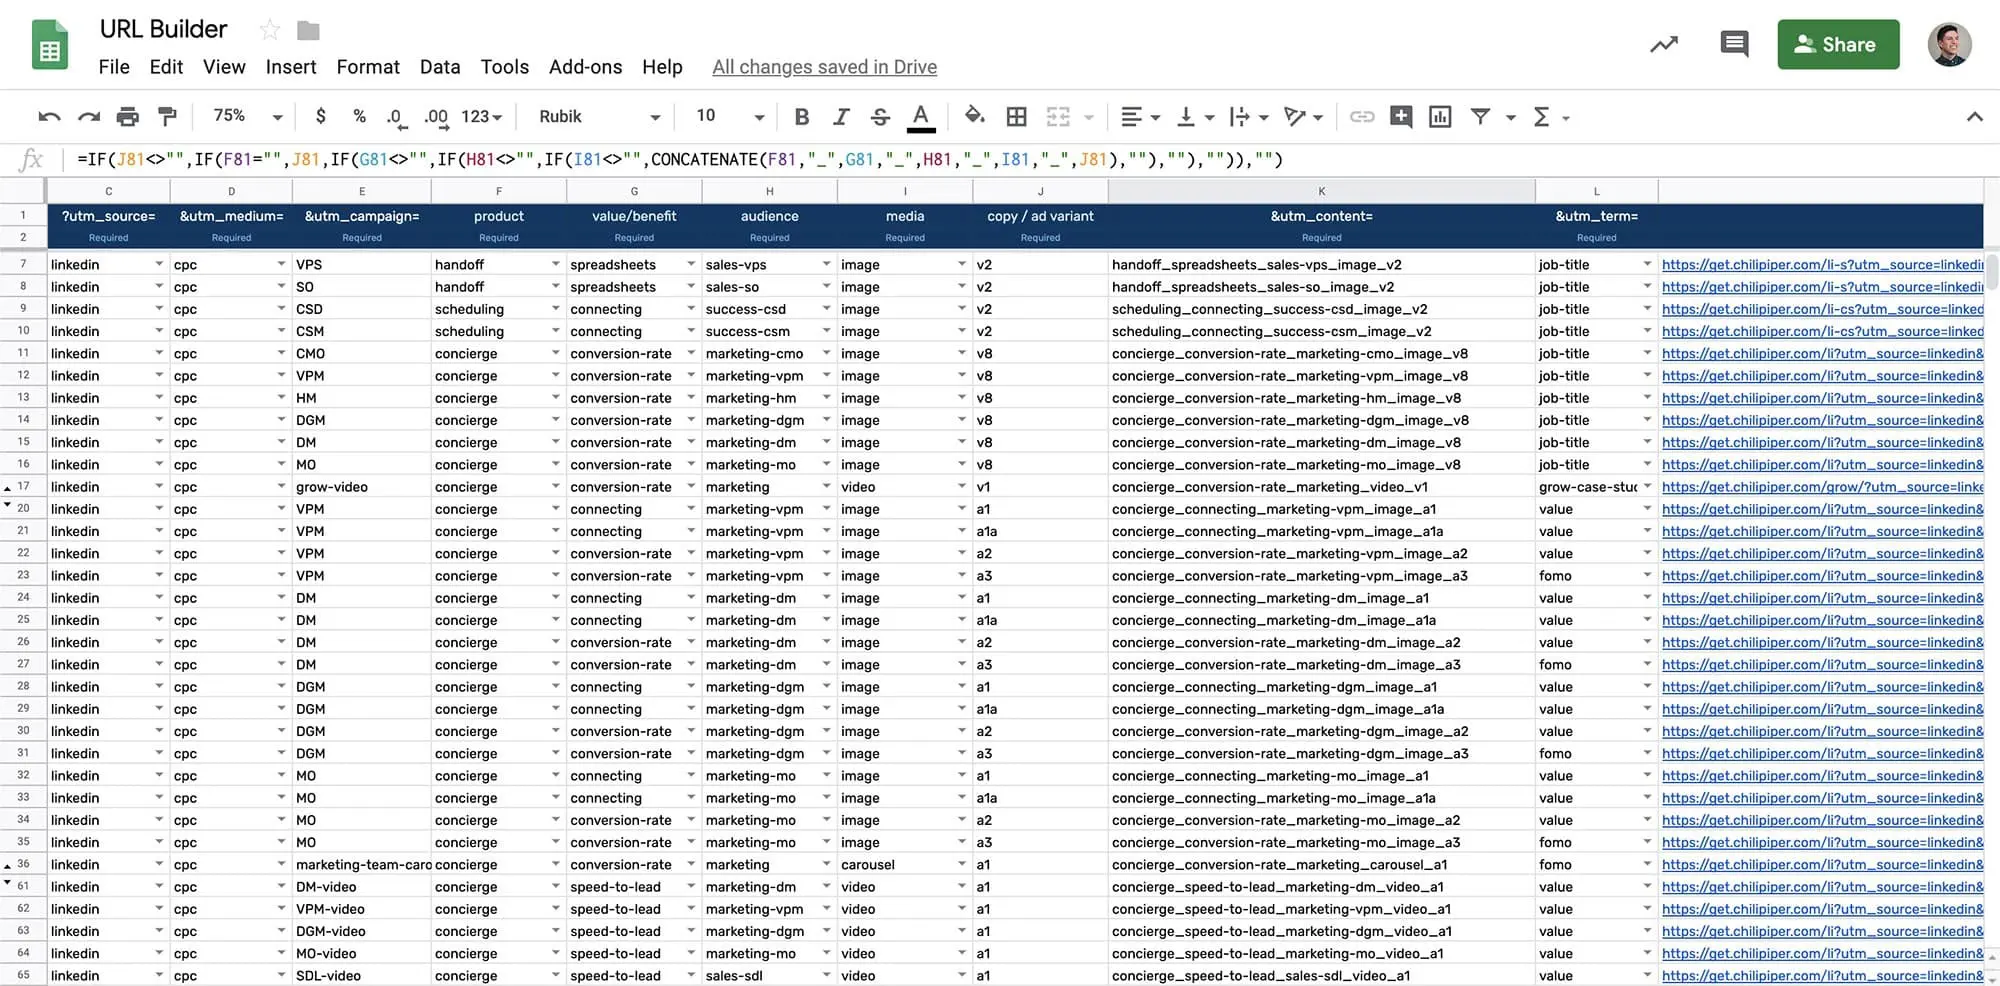 URL Builder
File Edit View Insert Format Data Tools Add-ons Help All changes saved in Drive
Share
75% $ % .0 .00 123 Rubik 10 B I S A Σ
fx =IF(J81<>"",IF(F81="",J81,IF(G81<>"",IF(H81<>"",IF(I81<>"",CONCATENATE(F81,"_",G81,"_",H81,"_",I81,"_",J81),""),""),"")),"")
C D E F G H I J K L
1 ?utm_source= &utm_medium= &utm_campaign= product value/benefit audience media copy / ad variant &utm_content= &utm_term=
2 Required Required Required Required Required Required Required Required Required Required
7 linkedin cpc VPS handoff spreadsheets sales-vps image v2 handoff_spreadsheets_sales-vps_image_v2 job-title https://get.chilipiper.com/li-s?utm_source=linkedi
8 linkedin cpc SO handoff spreadsheets sales-so image v2 handoff_spreadsheets_sales-so_image_v2 job-title https://get.chilipiper.com/li-s?utm_source=linkedi
9 linkedin cpc CSD scheduling connecting success-csd image v2 scheduling_connecting_success-csd_image_v2 job-title https://get.chilipiper.com/li-cs?utm_source=linked
10 linkedin cpc CSM scheduling connecting success-csm image v2 scheduling_connecting_success-csm_image_v2 job-title https://get.chilipiper.com/li-cs?utm_source=linked
11 linkedin cpc CMO concierge conversion-rate marketing-cmo image v8 concierge_conversion-rate_marketing-cmo_image_v8 job-title https://get.chilipiper.com/li?utm_source=linkedin&
12 linkedin cpc VPM concierge conversion-rate marketing-vpm image v8 concierge_conversion-rate_marketing-vpm_image_v8 job-title https://get.chilipiper.com/li?utm_source=linkedin&
13 linkedin cpc HM concierge conversion-rate marketing-hm image v8 concierge_conversion-rate_marketing-hm_image_v8 job-title https://get.chilipiper.com/li?utm_source=linkedin&
14 linkedin cpc DGM concierge conversion-rate marketing-dgm image v8 concierge_conversion-rate_marketing-dgm_image_v8 job-title https://get.chilipiper.com/li?utm_source=linkedin&
15 linkedin cpc DM concierge conversion-rate marketing-dm image v8 concierge_conversion-rate_marketing-dm_image_v8 job-title https://get.chilipiper.com/li?utm_source=linkedin&
16 linkedin cpc MO concierge conversion-rate marketing-mo image v8 concierge_conversion-rate_marketing-mo_image_v8 job-title https://get.chilipiper.com/li?utm_source=linkedin&
17 linkedin cpc grow-video concierge conversion-rate marketing video v1 concierge_conversion-rate_marketing_video_v1 grow-case-stuc https://get.chilipiper.com/grow/?utm_source=linke
20 linkedin cpc VPM concierge connecting marketing-vpm image a1 concierge_connecting_marketing-vpm_image_a1 value https://get.chilipiper.com/li?utm_source=linkedin&
21 linkedin cpc VPM concierge connecting marketing-vpm image a1a concierge_connecting_marketing-vpm_image_a1a value https://get.chilipiper.com/li?utm_source=linkedin&
22 linkedin cpc VPM concierge conversion-rate marketing-vpm image a2 concierge_conversion-rate_marketing-vpm_image_a2 value https://get.chilipiper.com/li?utm_source=linkedin&
23 linkedin cpc VPM concierge conversion-rate marketing-vpm image a3 concierge_conversion-rate_marketing-vpm_image_a3 fomo https://get.chilipiper.com/li?utm_source=linkedin&
24 linkedin cpc DM concierge connecting marketing-dm image a1 concierge_connecting_marketing-dm_image_a1 value https://get.chilipiper.com/li?utm_source=linkedin&
25 linkedin cpc DM concierge connecting marketing-dm image a1a concierge_connecting_marketing-dm_image_a1a value https://get.chilipiper.com/li?utm_source=linkedin&
26 linkedin cpc DM concierge conversion-rate marketing-dm image a2 concierge_conversion-rate_marketing-dm_image_a2 value https://get.chilipiper.com/li?utm_source=linkedin&
27 linkedin cpc DM concierge conversion-rate marketing-dm image a3 concierge_conversion-rate_marketing-dm_image_a3 fomo https://get.chilipiper.com/li?utm_source=linkedin&
28 linkedin cpc DGM concierge connecting marketing-dgm image a1 concierge_connecting_marketing-dgm_image_a1 value https://get.chilipiper.com/li?utm_source=linkedin&
29 linkedin cpc DGM concierge connecting marketing-dgm image a1a concierge_connecting_marketing-dgm_image_a1a value https://get.chilipiper.com/li?utm_source=linkedin&
30 linkedin cpc DGM concierge conversion-rate marketing-dgm image a2 concierge_conversion-rate_marketing-dgm_image_a2 value https://get.chilipiper.com/li?utm_source=linkedin&
31 linkedin cpc DGM concierge conversion-rate marketing-dgm image a3 concierge_conversion-rate_marketing-dgm_image_a3 fomo https://get.chilipiper.com/li?utm_source=linkedin&
32 linkedin cpc MO concierge connecting marketing-mo image a1 concierge_connecting_marketing-mo_image_a1 value https://get.chilipiper.com/li?utm_source=linkedin&
33 linkedin cpc MO concierge connecting marketing-mo image a1a concierge_connecting_marketing-mo_image_a1a value https://get.chilipiper.com/li?utm_source=linkedin&
34 linkedin cpc MO concierge conversion-rate marketing-mo image a2 concierge_conversion-rate_marketing-mo_image_a2 value https://get.chilipiper.com/li?utm_source=linkedin&
35 linkedin cpc MO concierge conversion-rate marketing-mo image a3 concierge_conversion-rate_marketing-mo_image_a3 fomo https://get.chilipiper.com/li?utm_source=linkedin&
36 linkedin cpc marketing-team-caro concierge conversion-rate marketing carousel a1 concierge_conversion-rate_marketing_carousel_a1 fomo https://get.chilipiper.com/li?utm_source=linkedin&
61 linkedin cpc DM-video concierge speed-to-lead marketing-dm video a1 concierge_speed-to-lead_marketing-dm_video_a1 value https://get.chilipiper.com/li?utm_source=linkedin&
62 linkedin cpc VPM-video concierge speed-to-lead marketing-vpm video a1 concierge_speed-to-lead_marketing-vpm_video_a1 value https://get.chilipiper.com/li?utm_source=linkedin&
63 linkedin cpc DGM-video concierge speed-to-lead marketing-dgm video a1 concierge_speed-to-lead_marketing-dgm_video_a1 value https://get.chilipiper.com/li?utm_source=linkedin&
64 linkedin cpc MO-video concierge speed-to-lead marketing-mo video a1 concierge_speed-to-lead_marketing-mo_video_a1 value https://get.chilipiper.com/li?utm_source=linkedin&
65 linkedin cpc SDL-video concierge speed-to-lead sales-sdl video a1 concierge_speed-to-lead_sales-sdl_video_a1 value https://get.chilipiper.com/li?utm_source=linkedin&